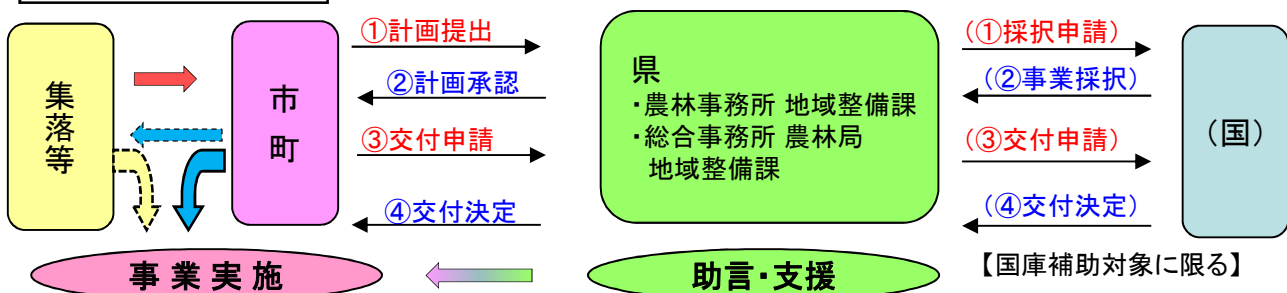 集落等
市町
①計画提出
②計画承認
③交付申請
④交付決定
県
・農林事務所 地域整備課
・総合事務所 農林局
地域整備課
(①採択申請)
(②事業採択)
(③交付申請)
(④交付決定)
(国)
事業実施
助言・支援
【国庫補助対象に限る】